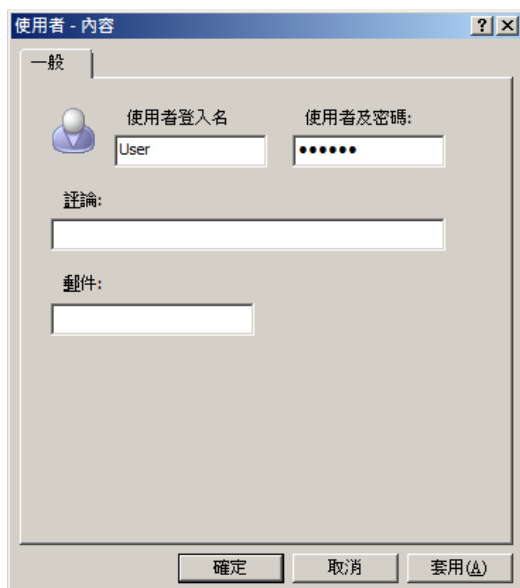 使用者 - 內容
一般
使用者登入名 使用者及密碼:
User ●●●●●●
評論:
郵件:
確定 取消 套用(A)